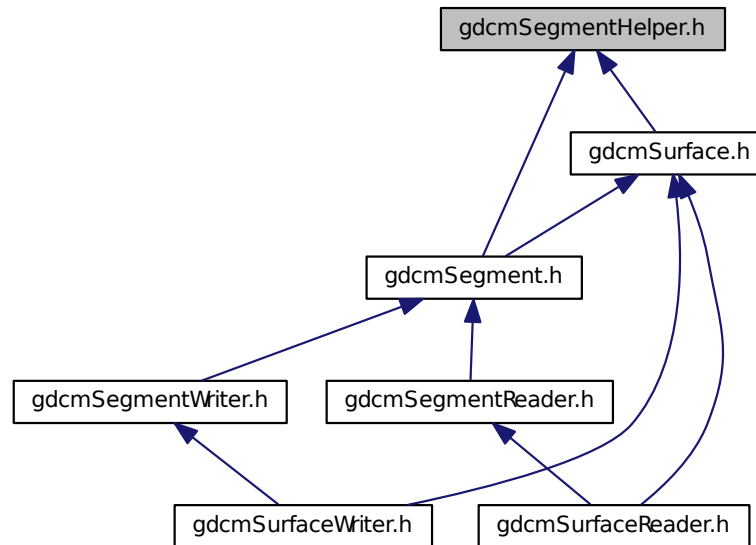 gdcmSegmentHelper.h
gdcmSurface.h
gdcmSegment.h
gdcmSegmentWriter.h
gdcmSegmentReader.h
gdcmSurfaceWriter.h
gdcmSurfaceReader.h